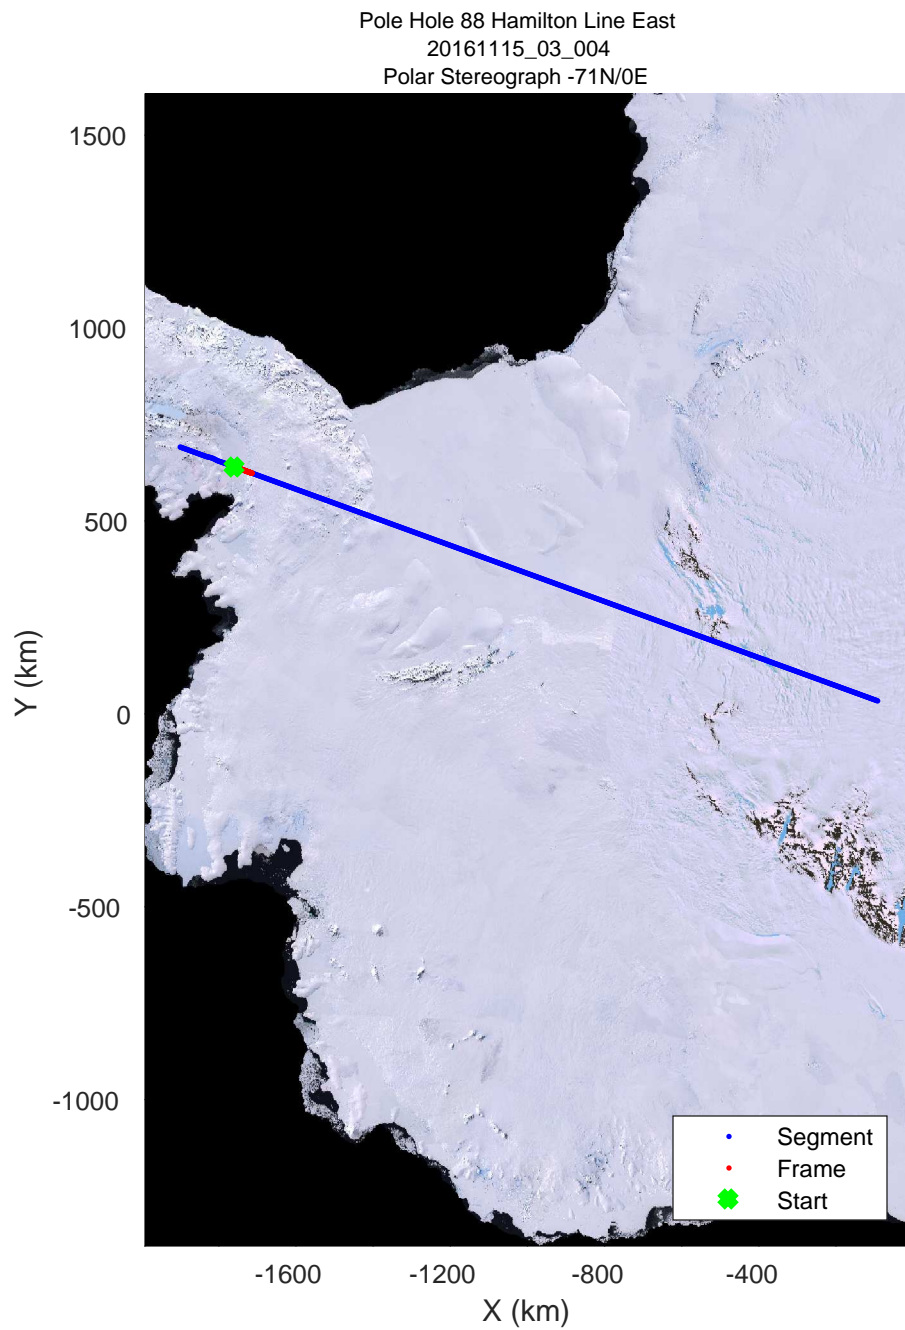 Pole Hole 88 Hamilton Line East
20161115_03_004
Polar Stereograph -71N/0E
1500
1000
500
0
-500
-1000
Y (km)
-1600
-1200
-800
-400
X (km)
Segment
Frame
Start